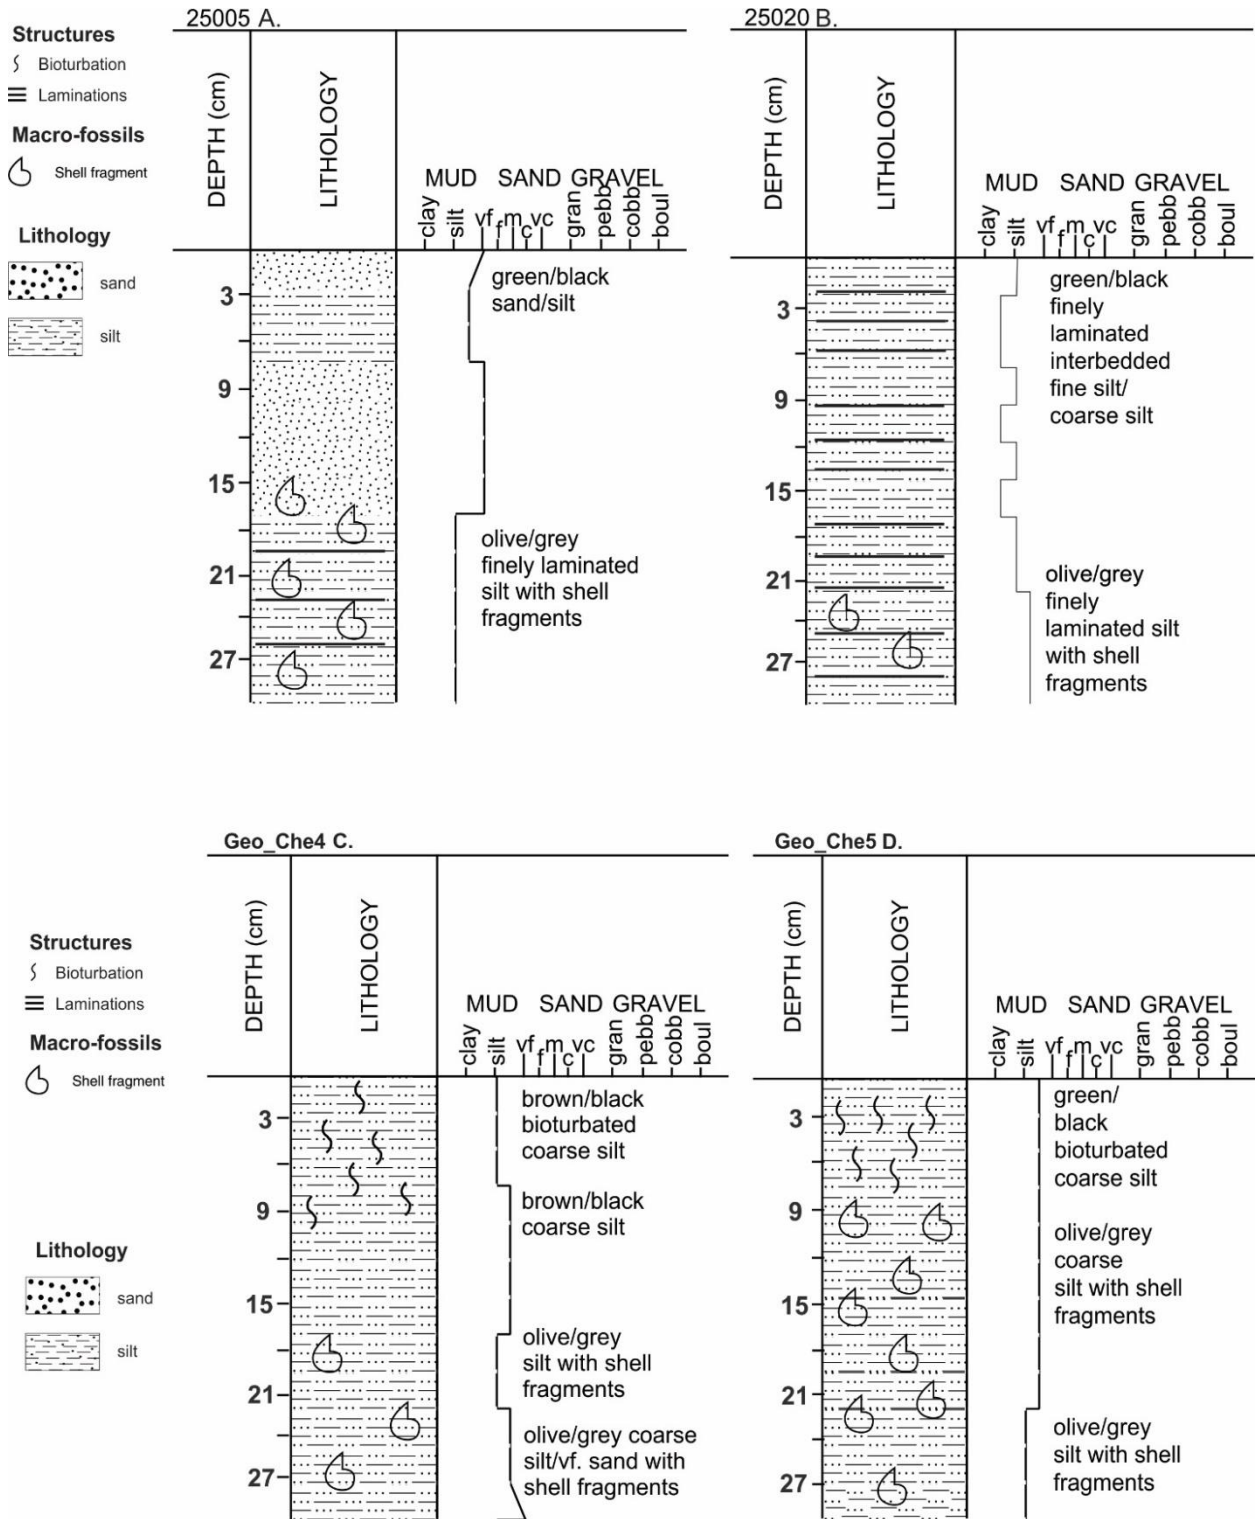 25005 A.
Structures
Bioturbation
Laminations
Macro-fossils
Shell fragment
Lithology
sand
silt
DEPTH (cm)
LITHOLOGY
MUD SAND GRAVEL
clay silt vf f m c vc gran pebb cobb boul
3
9
15
21
27
green/black
sand/silt
olive/grey
finely laminated
silt with shell
fragments
25020 B.
DEPTH (cm)
LITHOLOGY
MUD SAND GRAVEL
clay silt vf f m c vc gran pebb cobb boul
3
9
15
21
27
green/black
finely
laminated
interbedded
fine silt/
coarse silt
olive/grey
finely
laminated silt
with shell
fragments
Geo_Che4 C.
Structures
Bioturbation
Laminations
Macro-fossils
Shell fragment
Lithology
sand
silt
DEPTH (cm)
LITHOLOGY
MUD SAND GRAVEL
clay silt vf f m c vc gran pebb cobb boul
3
9
15
21
27
brown/black
bioturbated
coarse silt
brown/black
coarse silt
olive/grey
silt with shell
fragments
olive/grey coarse
silt/vf. sand with
shell fragments
Geo_Che5 D.
DEPTH (cm)
LITHOLOGY
MUD SAND GRAVEL
clay silt vf f m c vc gran pebb cobb boul
3
9
15
21
27
green/
black
bioturbated
coarse silt
olive/grey
coarse
silt with shell
fragments
olive/grey
silt with shell
fragments